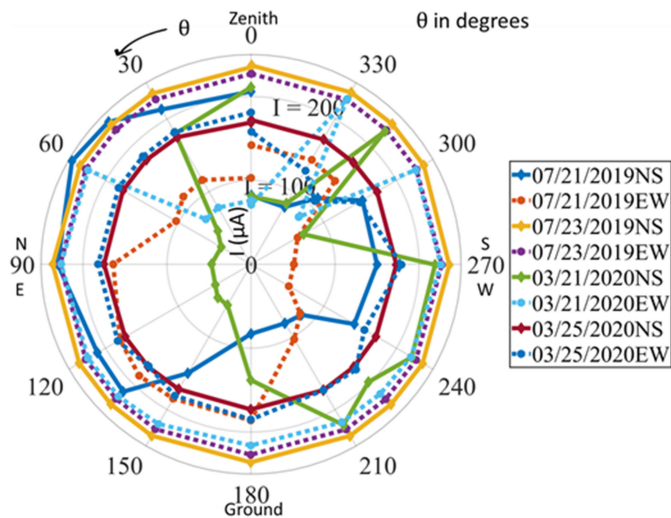 Zenith
θ in degrees
θ
0
30
330
I = 200
60
300
I = 100
I (µA)
N
90
E
0
S
270
W
120
240
150
210
180
Ground
07/21/2019NS
07/21/2019EW
07/23/2019NS
07/23/2019EW
03/21/2020NS
03/21/2020EW
03/25/2020NS
03/25/2020EW